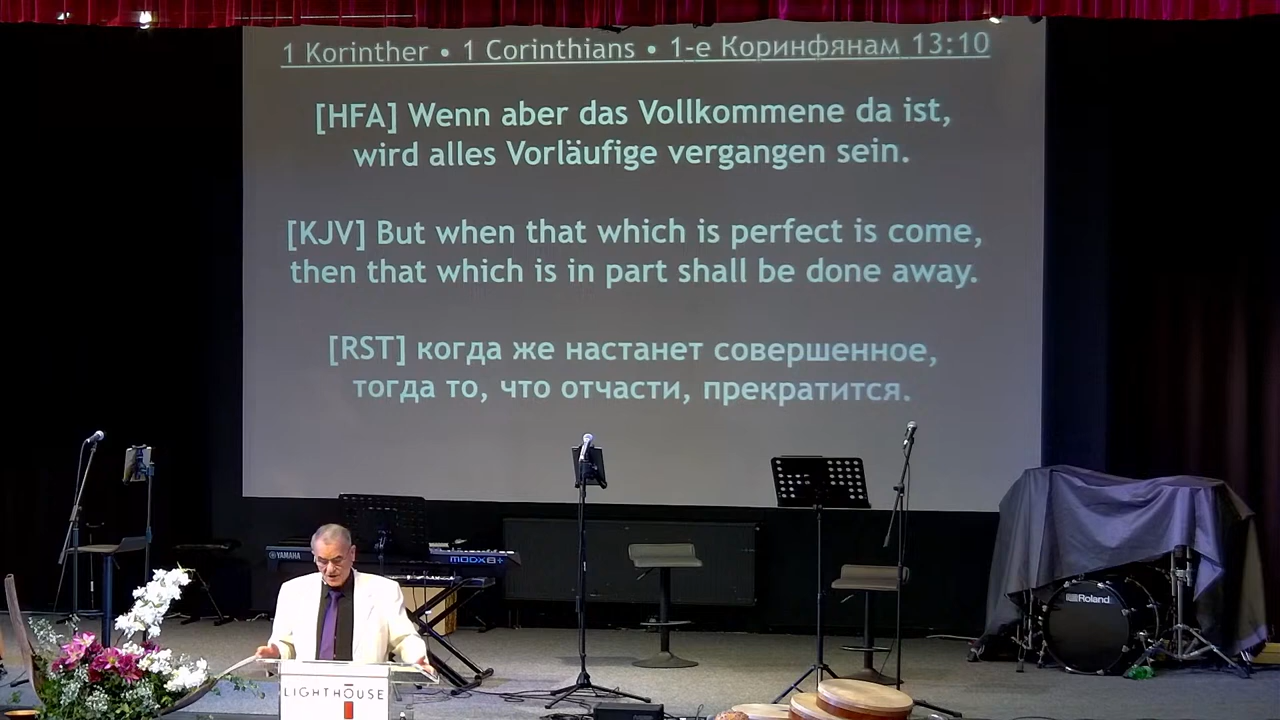 1 Korinther • 1 Corinthians • 1-е Коринфянам 13:10
[HFA] Wenn aber das Vollkommene da ist,
wird alles Vorläufige vergangen sein.
[KJV] But when that which is perfect is come,
then that which is in part shall be done away.
[RST] когда же настанет совершенное,
тогда то, что отчасти, прекратится.
YAMAHA
MODX8+
Roland
LIGHTHOUSE